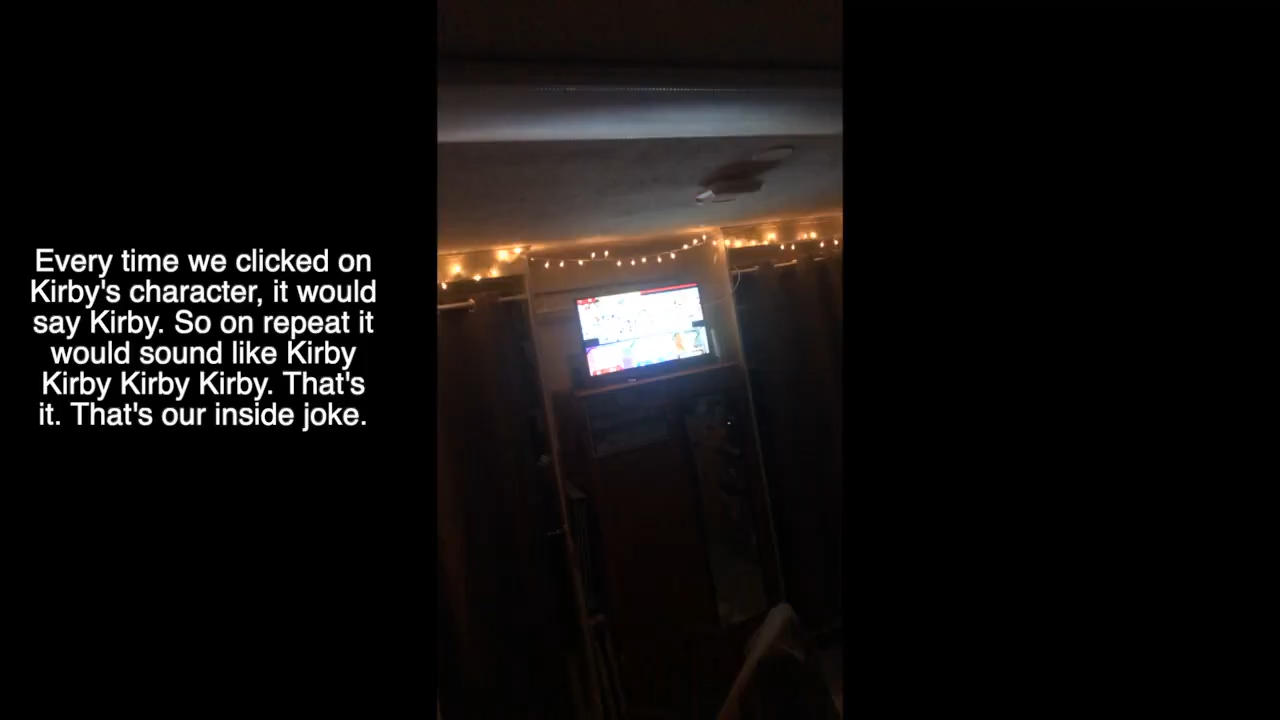 Every time we clicked on
Kirby's character, it would
say Kirby. So on repeat it
would sound like Kirby
Kirby Kirby Kirby. That's
it. That's our inside joke.